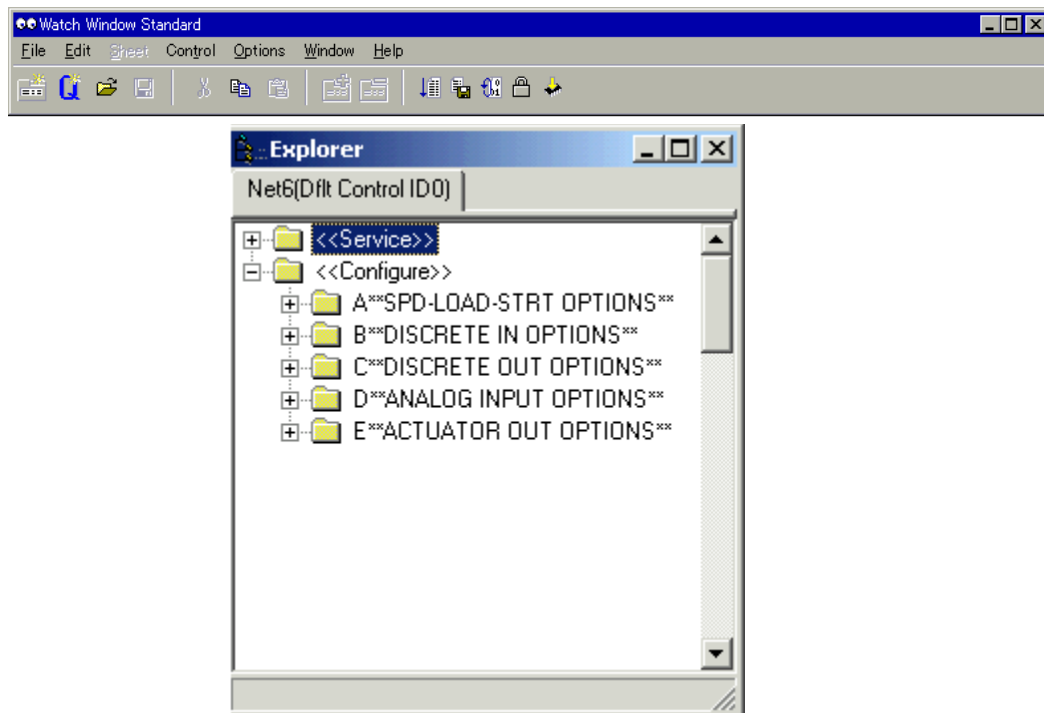 Watch Window Standard
File Edit Sheet Control Options Window Help
Explorer
Net6(Dflt Control ID0)
<<Service>>
<<Configure>>
A**SPD-LOAD-STRT OPTIONS**
B**DISCRETE IN OPTIONS**
C**DISCRETE OUT OPTIONS**
D**ANALOG INPUT OPTIONS**
E**ACTUATOR OUT OPTIONS**